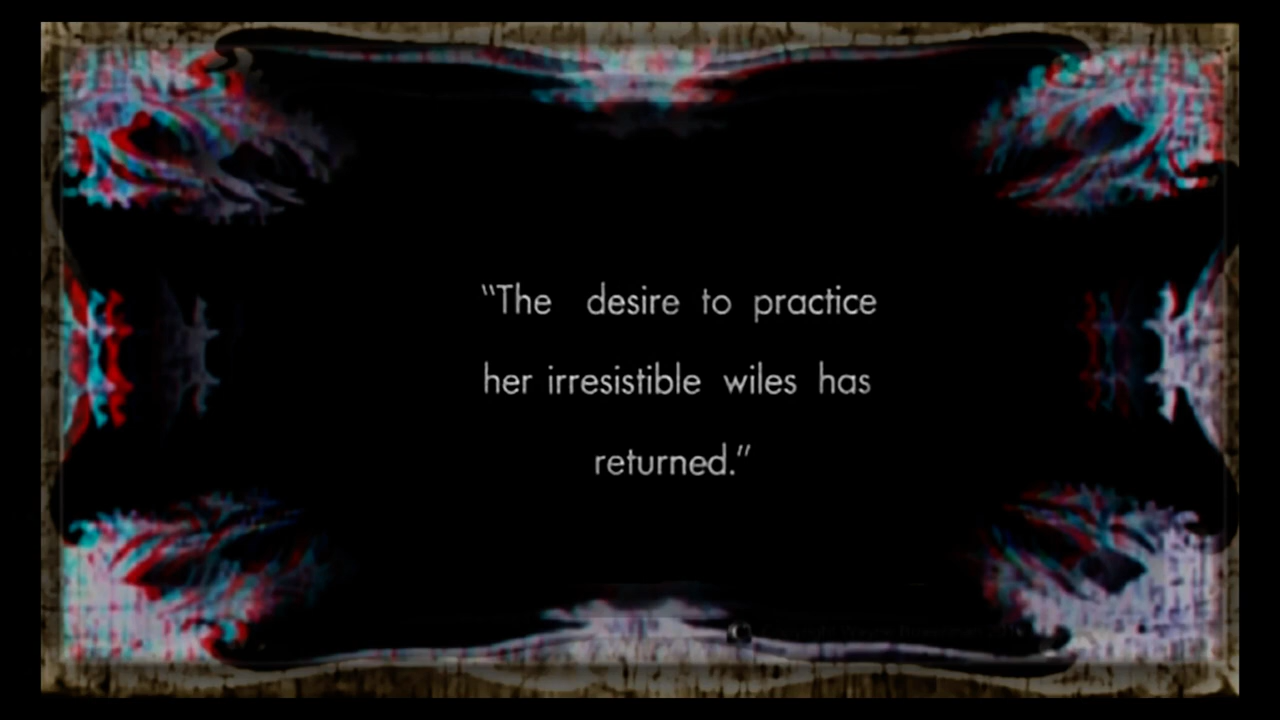 “The desire to practice
her irresistible wiles has
returned.”